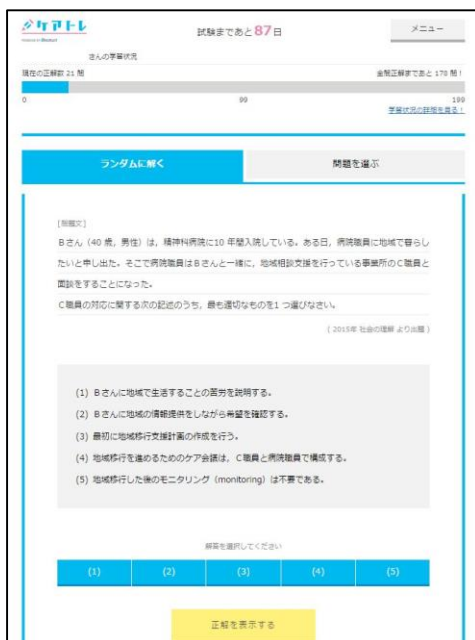 ケアトレ
試験まであと87日
メニュー
さんの学習状況
現在の正解数 21 問
全問正解まであと 178 問！
0
99
199
学習状況の詳細を見る！
ランダムに解く
問題を選ぶ
[問題文]
Bさん（40 歳，男性）は，精神科病院に10 年間入院している。ある日，病院職員に地域で暮らし
たいと申し出た。そこで病院職員はBさんと一緒に，地域相談支援を行っている事業所のC職員と
面談をすることになった。
C職員の対応に関する次の記述のうち，最も適切なものを1 つ選びなさい。
[ 2015年 社会の理解 より出題 ]
(1) Bさんに地域で生活することの苦労を説明する。
(2) Bさんに地域の情報提供をしながら希望を確認する。
(3) 最初に地域移行支援計画の作成を行う。
(4) 地域移行を進めるためのケア会議は，C職員と病院職員で構成する。
(5) 地域移行した後のモニタリング（monitoring）は不要である。
解答を選択してください
(1)
(2)
(3)
(4)
(5)
正解を表示する